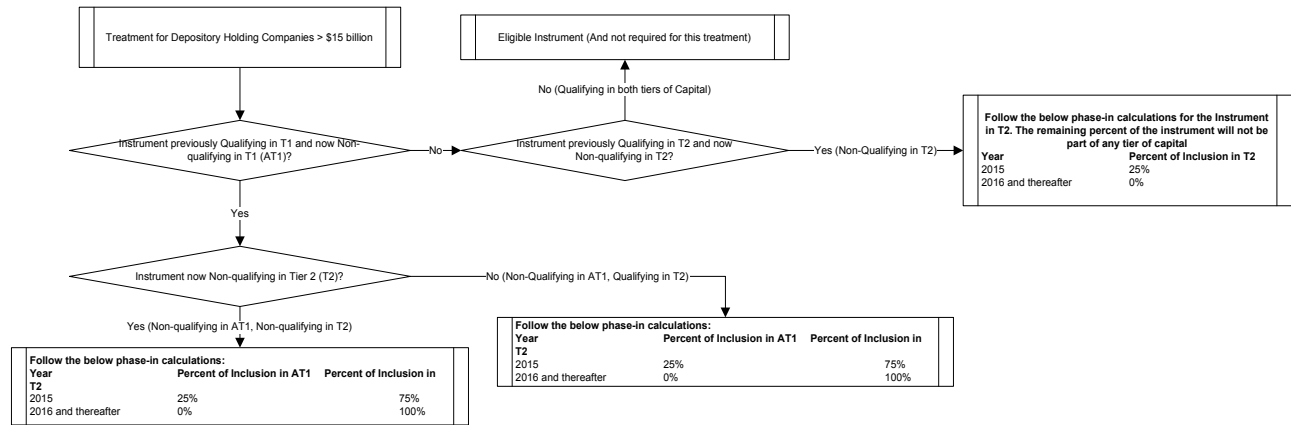 Treatment for Depository Holding Companies > $15 billion
Eligible Instrument (And not required for this treatment)
No (Qualifying in both tiers of Capital)
Instrument previously Qualifying in T1 and now Non-
qualifying in T1 (AT1)?
No
Instrument previously Qualifying in T2 and now
Non-qualifying in T2?
Yes (Non-Qualifying in T2)
Follow the below phase-in calculations for the Instrument
in T2. The remaining percent of the instrument will not be
part of any tier of capital
Year Percent of Inclusion in T2
2015 25%
2016 and thereafter 0%
Yes
Instrument now Non-qualifying in Tier 2 (T2)?
No (Non-Qualifying in AT1, Qualifying in T2)
Yes (Non-qualifying in AT1, Non-qualifying in T2)
Follow the below phase-in calculations:
Year Percent of Inclusion in AT1 Percent of Inclusion in
T2
2015 25% 75%
2016 and thereafter 0% 100%
Follow the below phase-in calculations:
Year Percent of Inclusion in AT1 Percent of Inclusion in
T2
2015 25% 75%
2016 and thereafter 0% 100%